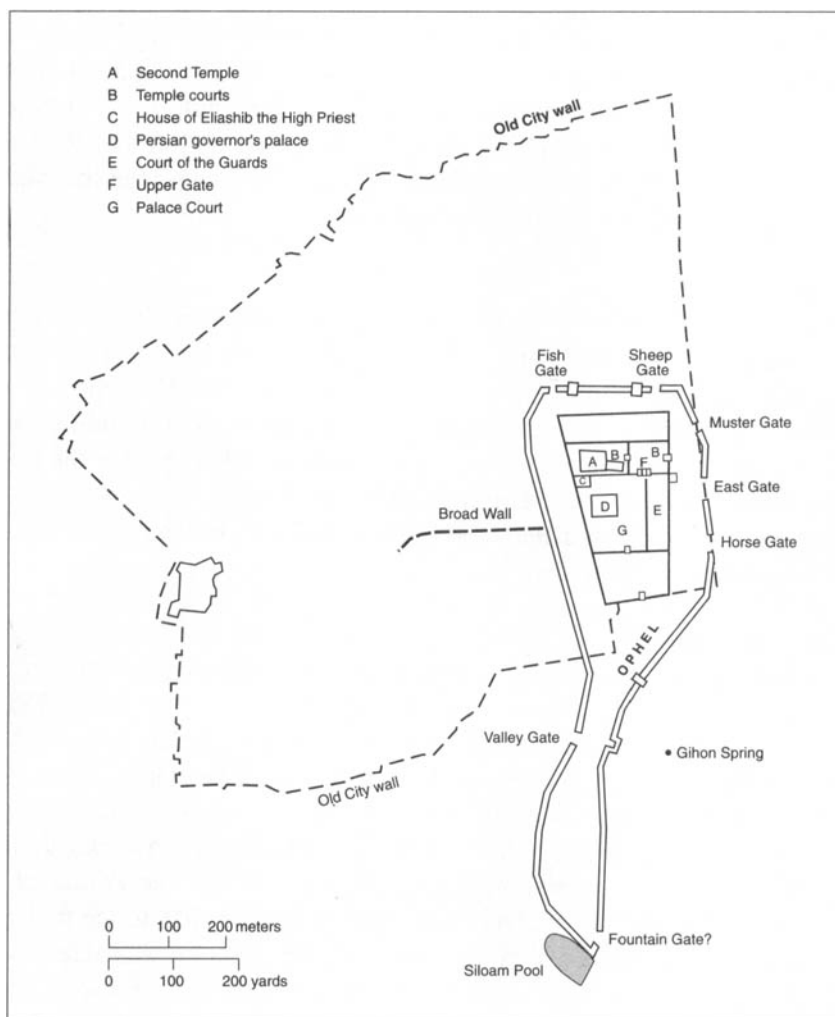 A Second Temple
B Temple courts
C House of Eliashib the High Priest
D Persian governor's palace
E Court of the Guards
F Upper Gate
G Palace Court
Old City wall
Fish
Gate
Sheep
Gate
Muster Gate
B
B
A
F
C
East Gate
D
E
Broad Wall
G
Horse Gate
OPHEL
Valley Gate
Gihon Spring
Old City wall
0 100 200 meters
0 100 200 yards
Fountain Gate?
Siloam Pool